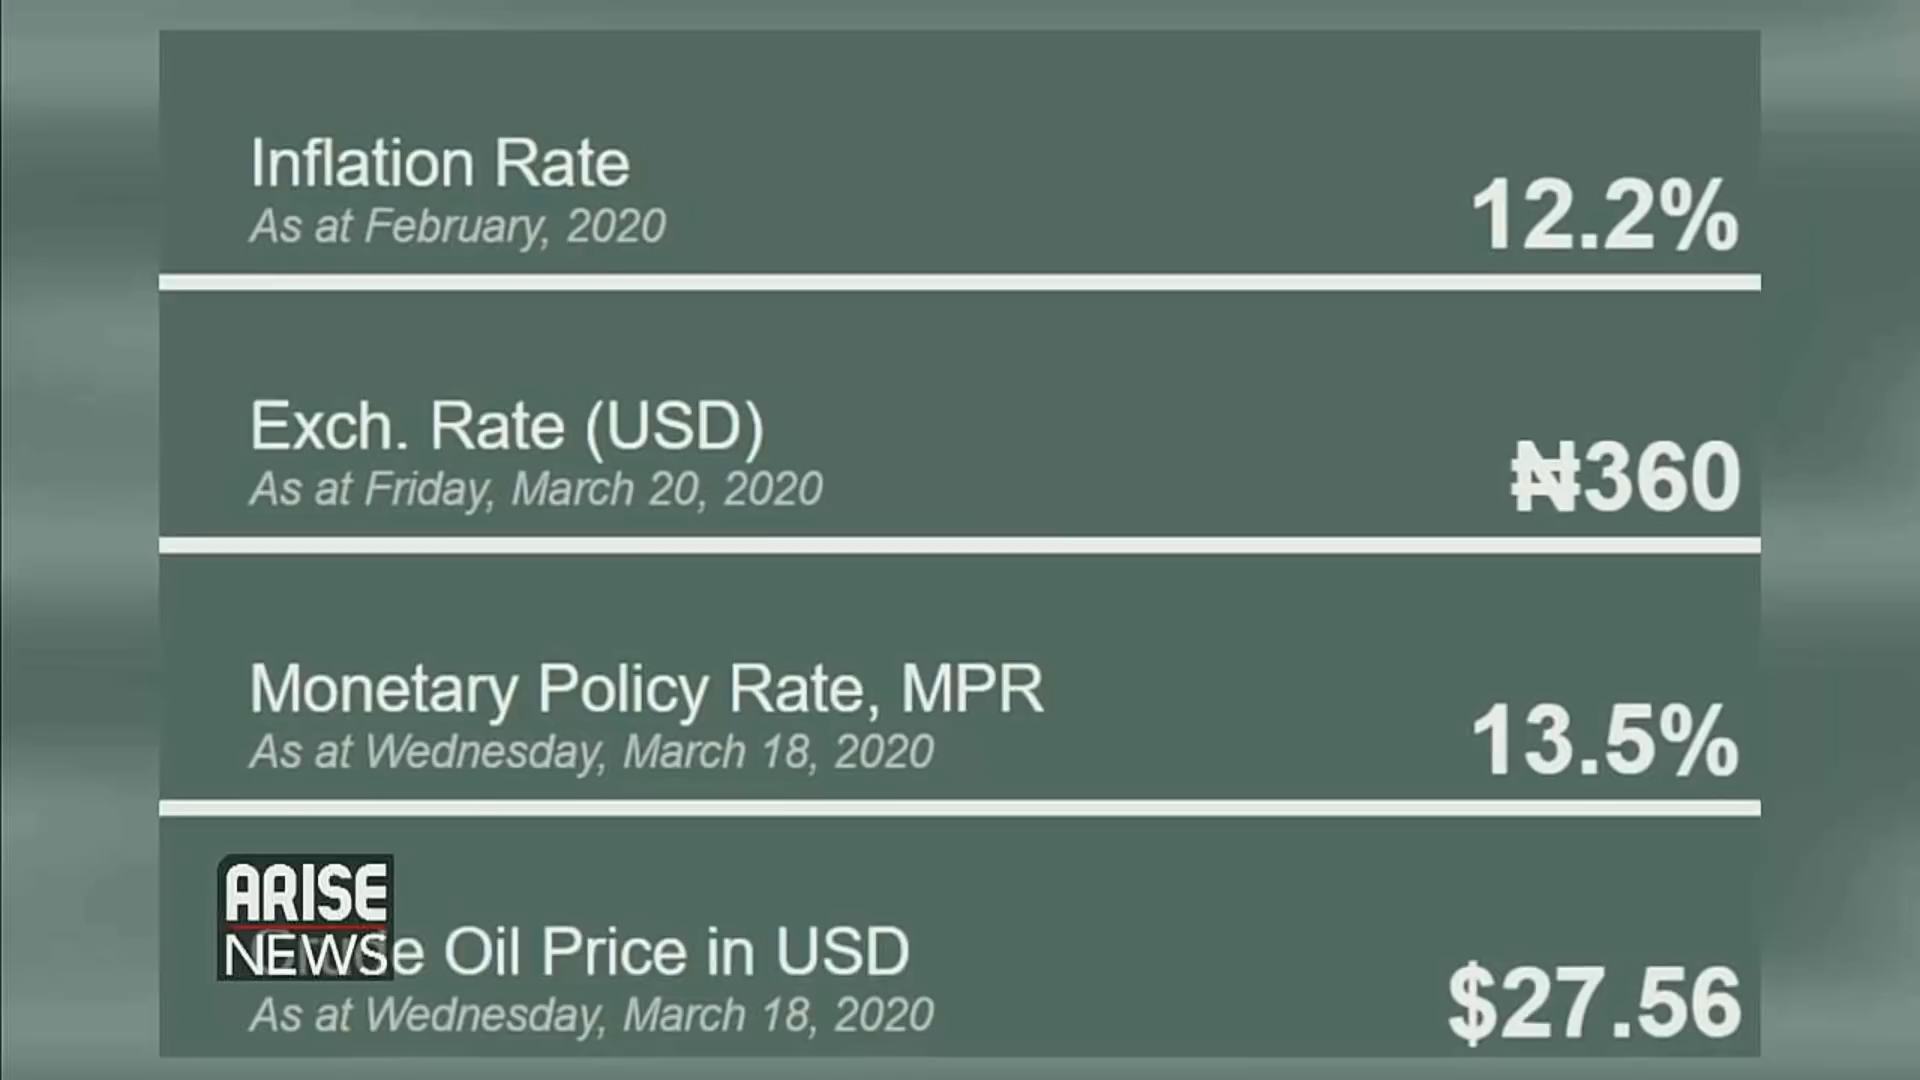 Inflation Rate
As at February, 2020
12.2%
Exch. Rate (USD)
As at Friday, March 20, 2020
₦360
Monetary Policy Rate, MPR
As at Wednesday, March 18, 2020
13.5%
ARISE
NEWS
Oil Price in USD
As at Wednesday, March 18, 2020
$27.56